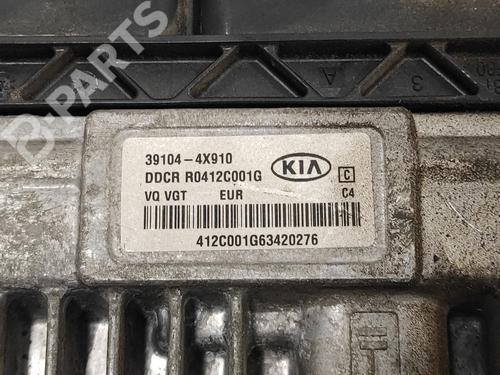 B-PARTS
A
3
39104-4X910
DDCR R0412C001G
KIA
C
VQ VGT EUR
C4
412C001G63420276